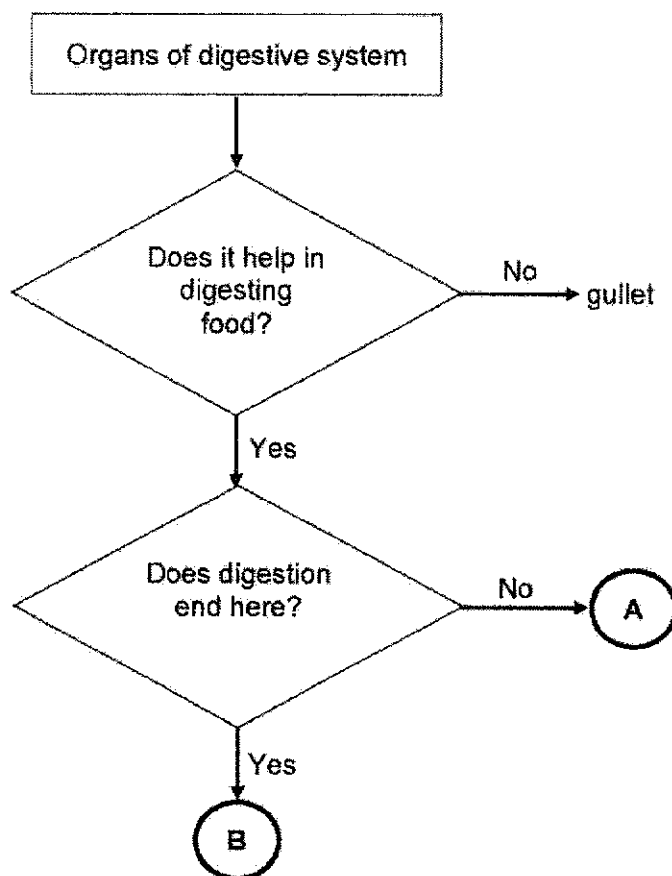 Organs of digestive system
Does it help in
digesting
food?
No
gullet
Yes
Does digestion
end here?
No
A
Yes
B